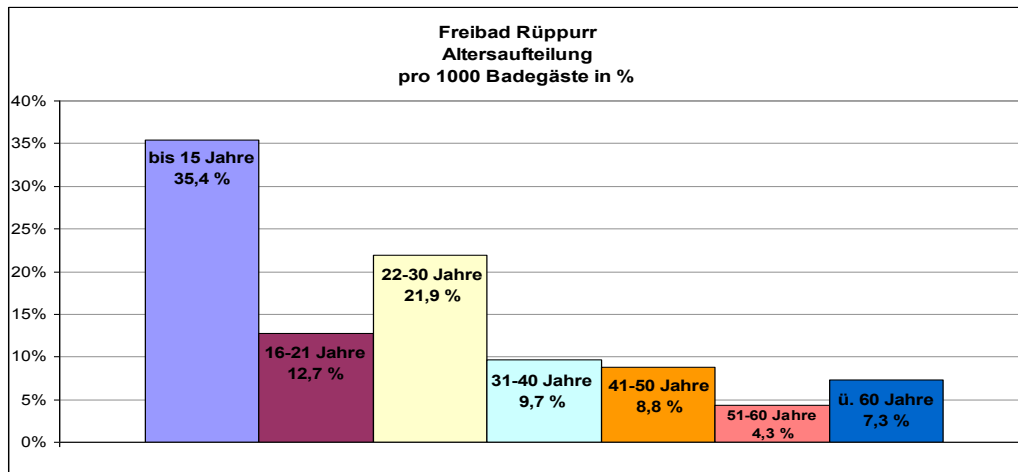 Freibad Rüppurr
Altersaufteilung
pro 1000 Badegäste in %
40%
35%
30%
25%
20%
15%
10%
5%
0%
bis 15 Jahre
35,4 %
16-21 Jahre
12,7 %
22-30 Jahre
21,9 %
31-40 Jahre
9,7 %
41-50 Jahre
8,8 %
51-60 Jahre
4,3 %
ü. 60 Jahre
7,3 %